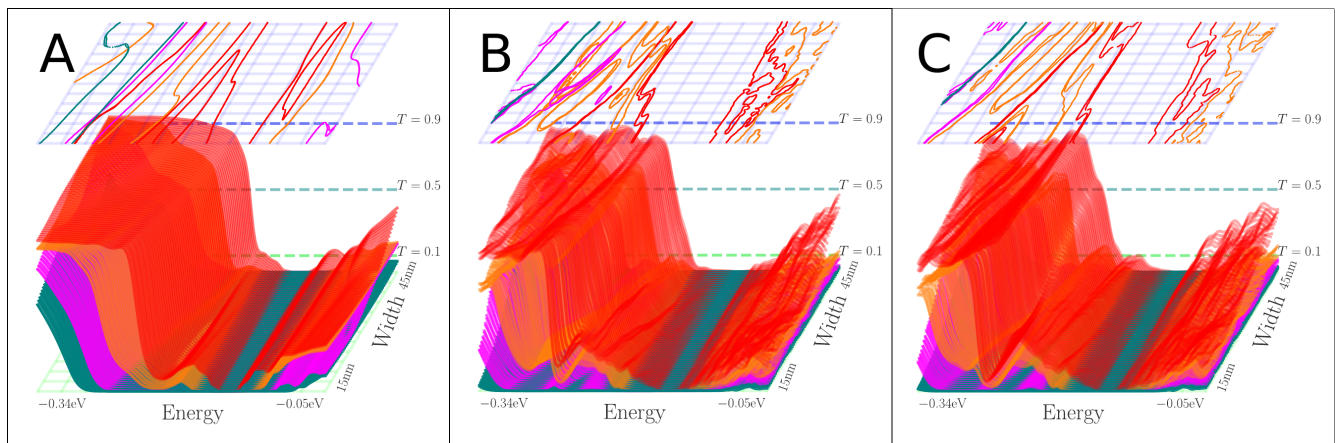 A
T = 0.9
T = 0.5
T = 0.1
45nm
Width
15nm
−0.34eV
−0.05eV
Energy
B
T = 0.9
T = 0.5
T = 0.1
45nm
Width
15nm
−0.34eV
−0.05eV
Energy
C
T = 0.9
T = 0.5
T = 0.1
45nm
Width
15nm
−0.34eV
−0.05eV
Energy